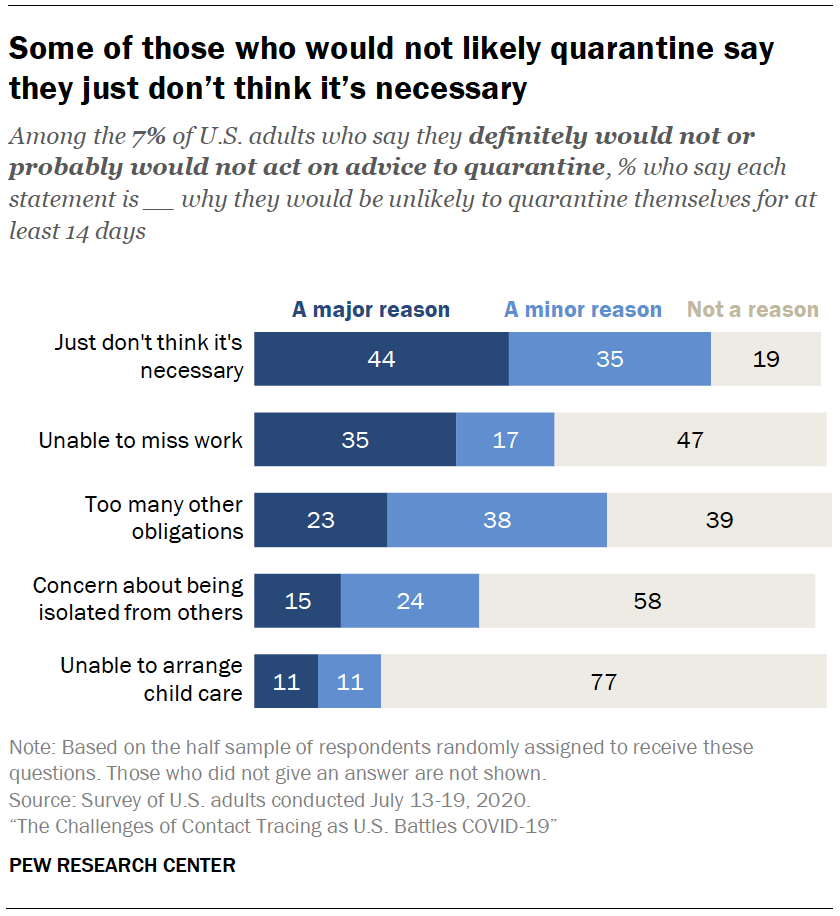 Some of those who would not likely quarantine say
they just don't think it's necessary
Among the 7% of U.S. adults who say they definitely would not or
probably would not act on advice to quarantine, % who say each
statement is __ why they would be unlikely to quarantine themselves for at
least 14 days
A major reason A minor reason Not a reason
Just don't think it's
necessary
44 35 19
Unable to miss work 35 17 47
Too many other
obligations
23 38 39
Concern about being
isolated from others
15 24 58
Unable to arrange
child care
11 11 77
Note: Based on the half sample of respondents randomly assigned to receive these
questions. Those who did not give an answer are not shown.
Source: Survey of U.S. adults conducted July 13-19, 2020.
“The Challenges of Contact Tracing as U.S. Battles COVID-19”
PEW RESEARCH CENTER